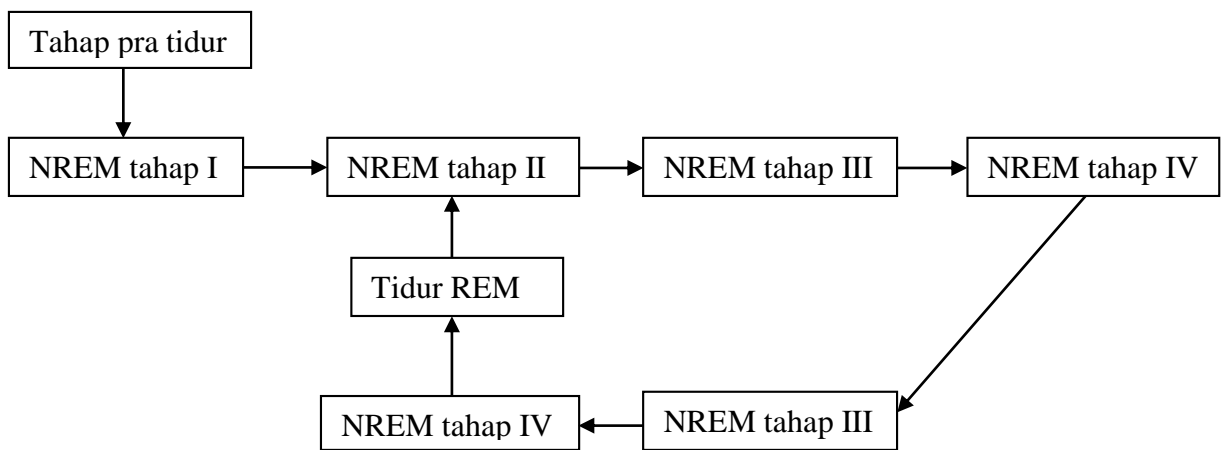 Tahap pra tidur
NREM tahap I
NREM tahap II
NREM tahap III
NREM tahap IV
Tidur REM
NREM tahap IV
NREM tahap III